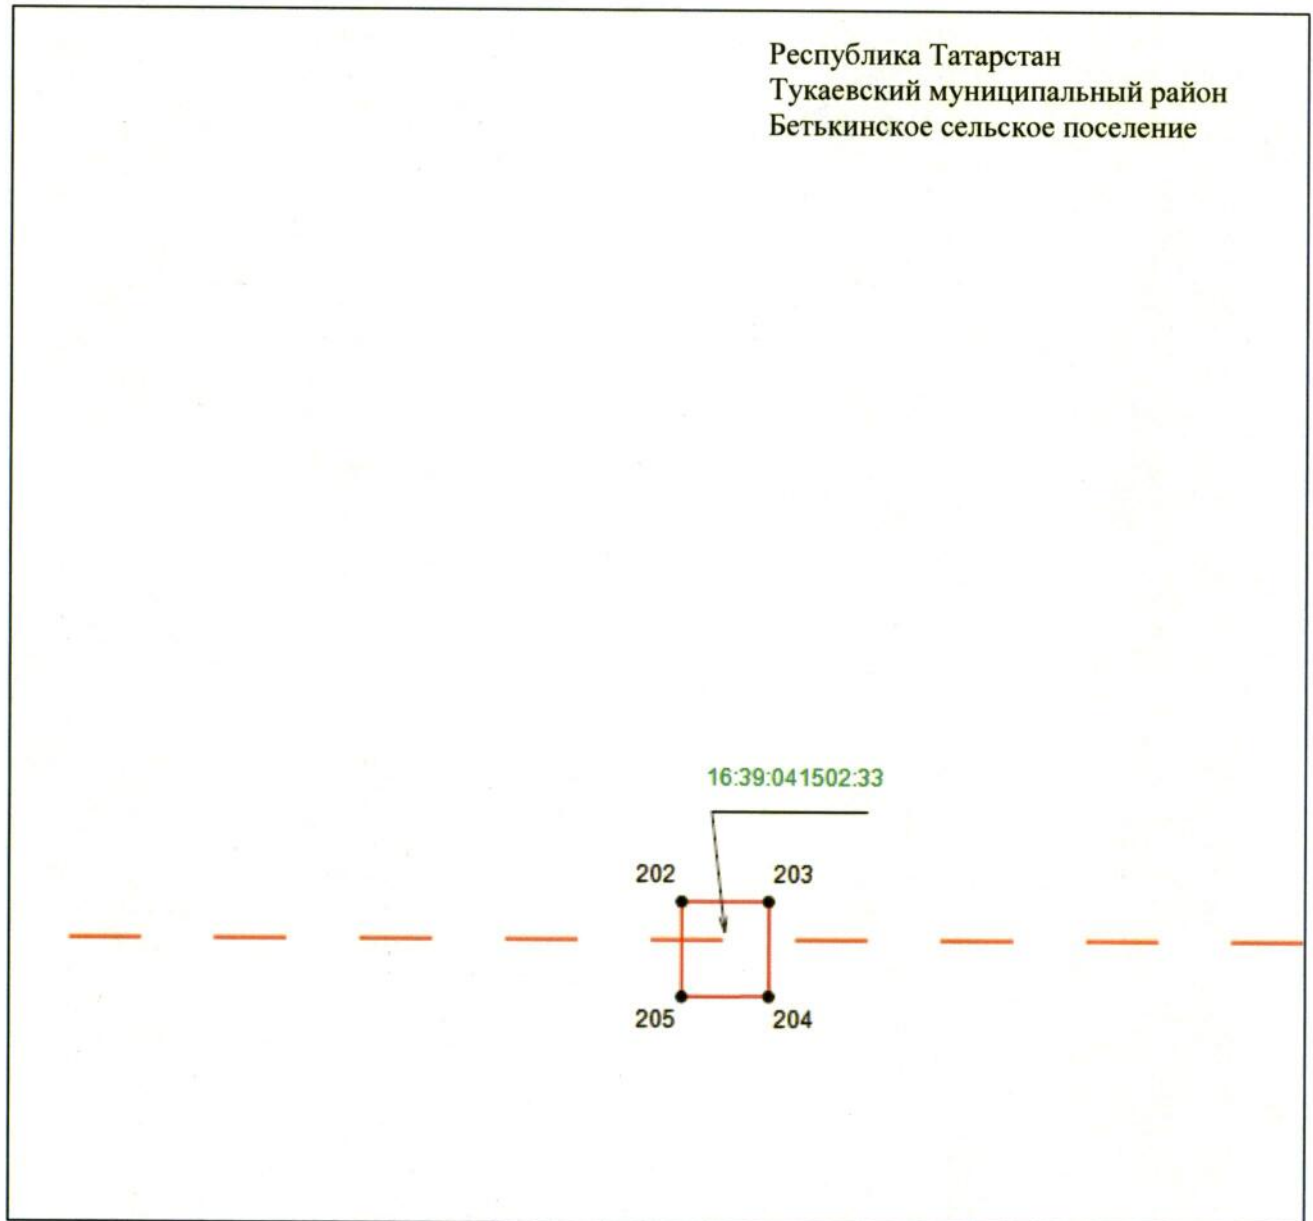 Республика Татарстан
Тукаевский муниципальный район
Бетькинское сельское поселение
16:39:041502:33
202
203
205
204